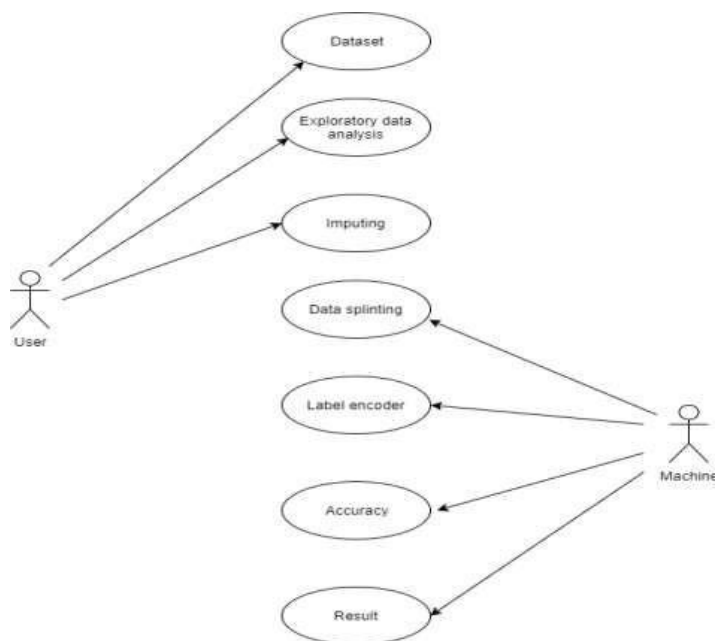 Dataset
Exploratory data
analysis
Imputing
Data splinting
User
Label encoder
Machine
Accuracy
Result